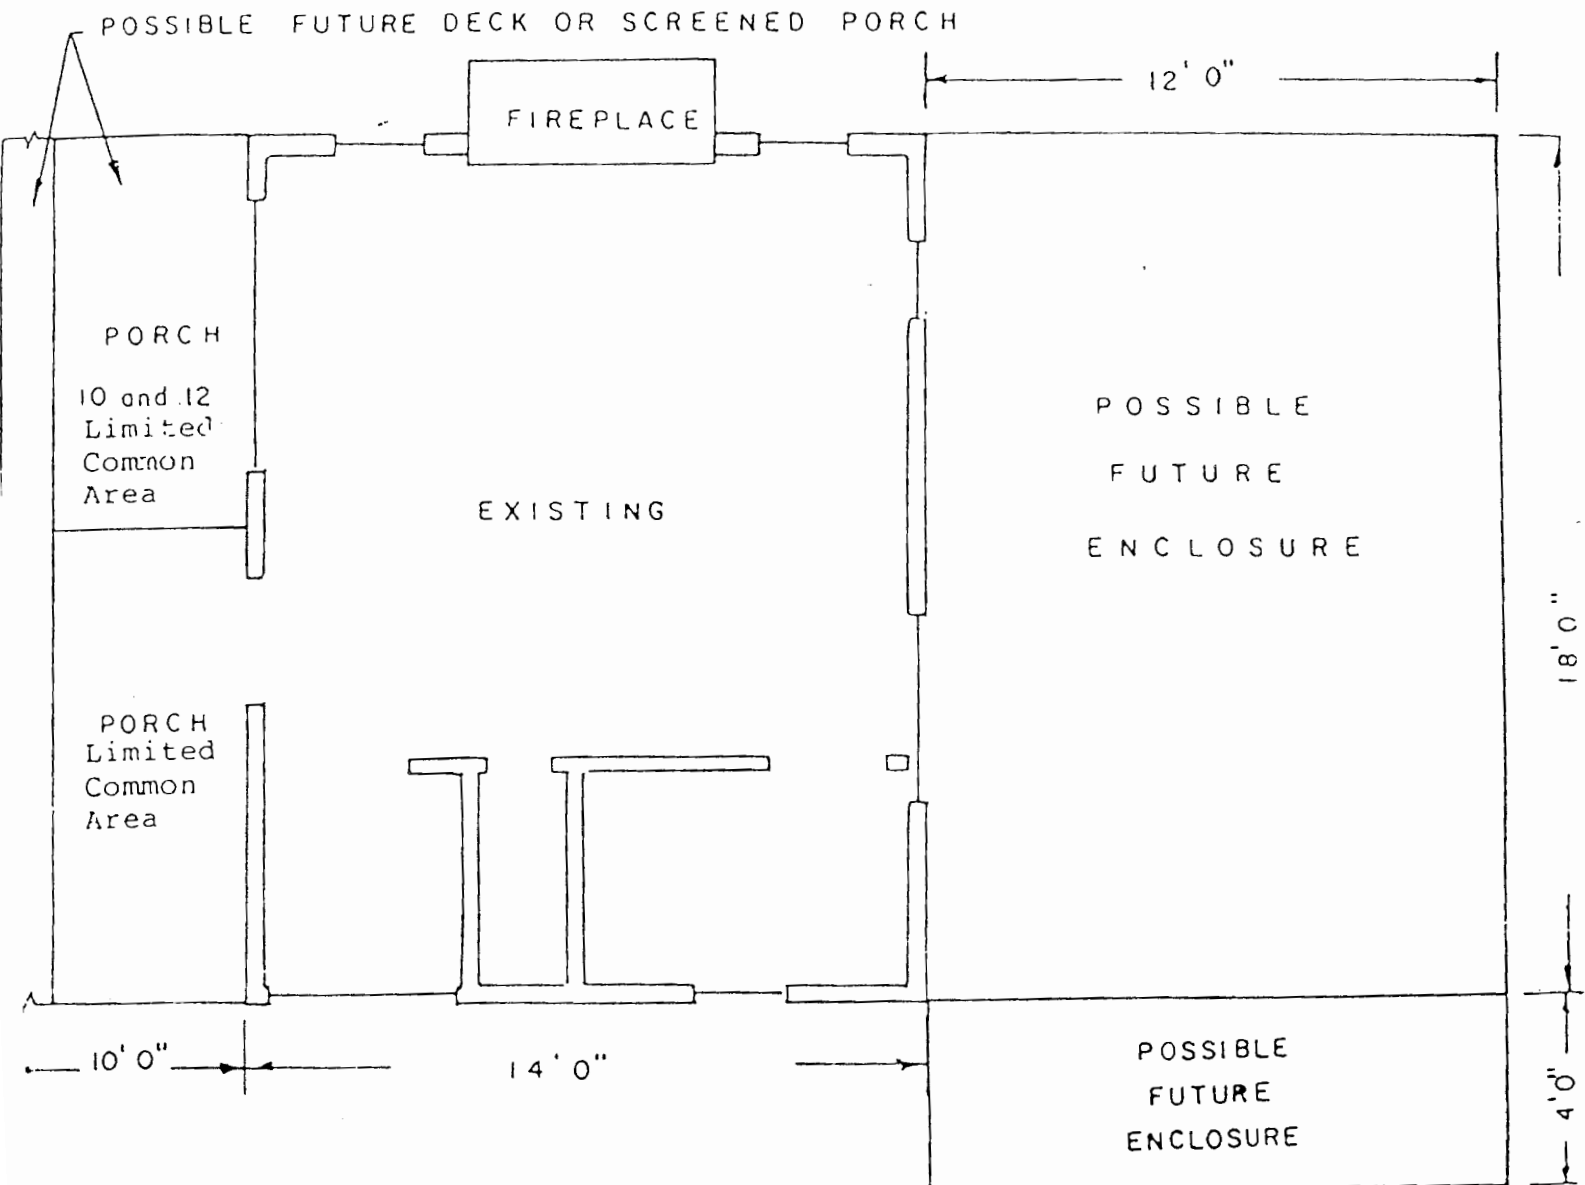 POSSIBLE FUTURE DECK OR SCREENED PORCH
12' 0"
FIREPLACE
PORCH
10 and 12
Limited
Common
Area
EXISTING
POSSIBLE
FUTURE
ENCLOSURE
18' 0"
PORCH
Limited
Common
Area
10' 0"
14' 0"
POSSIBLE
FUTURE
ENCLOSURE
4' 0"